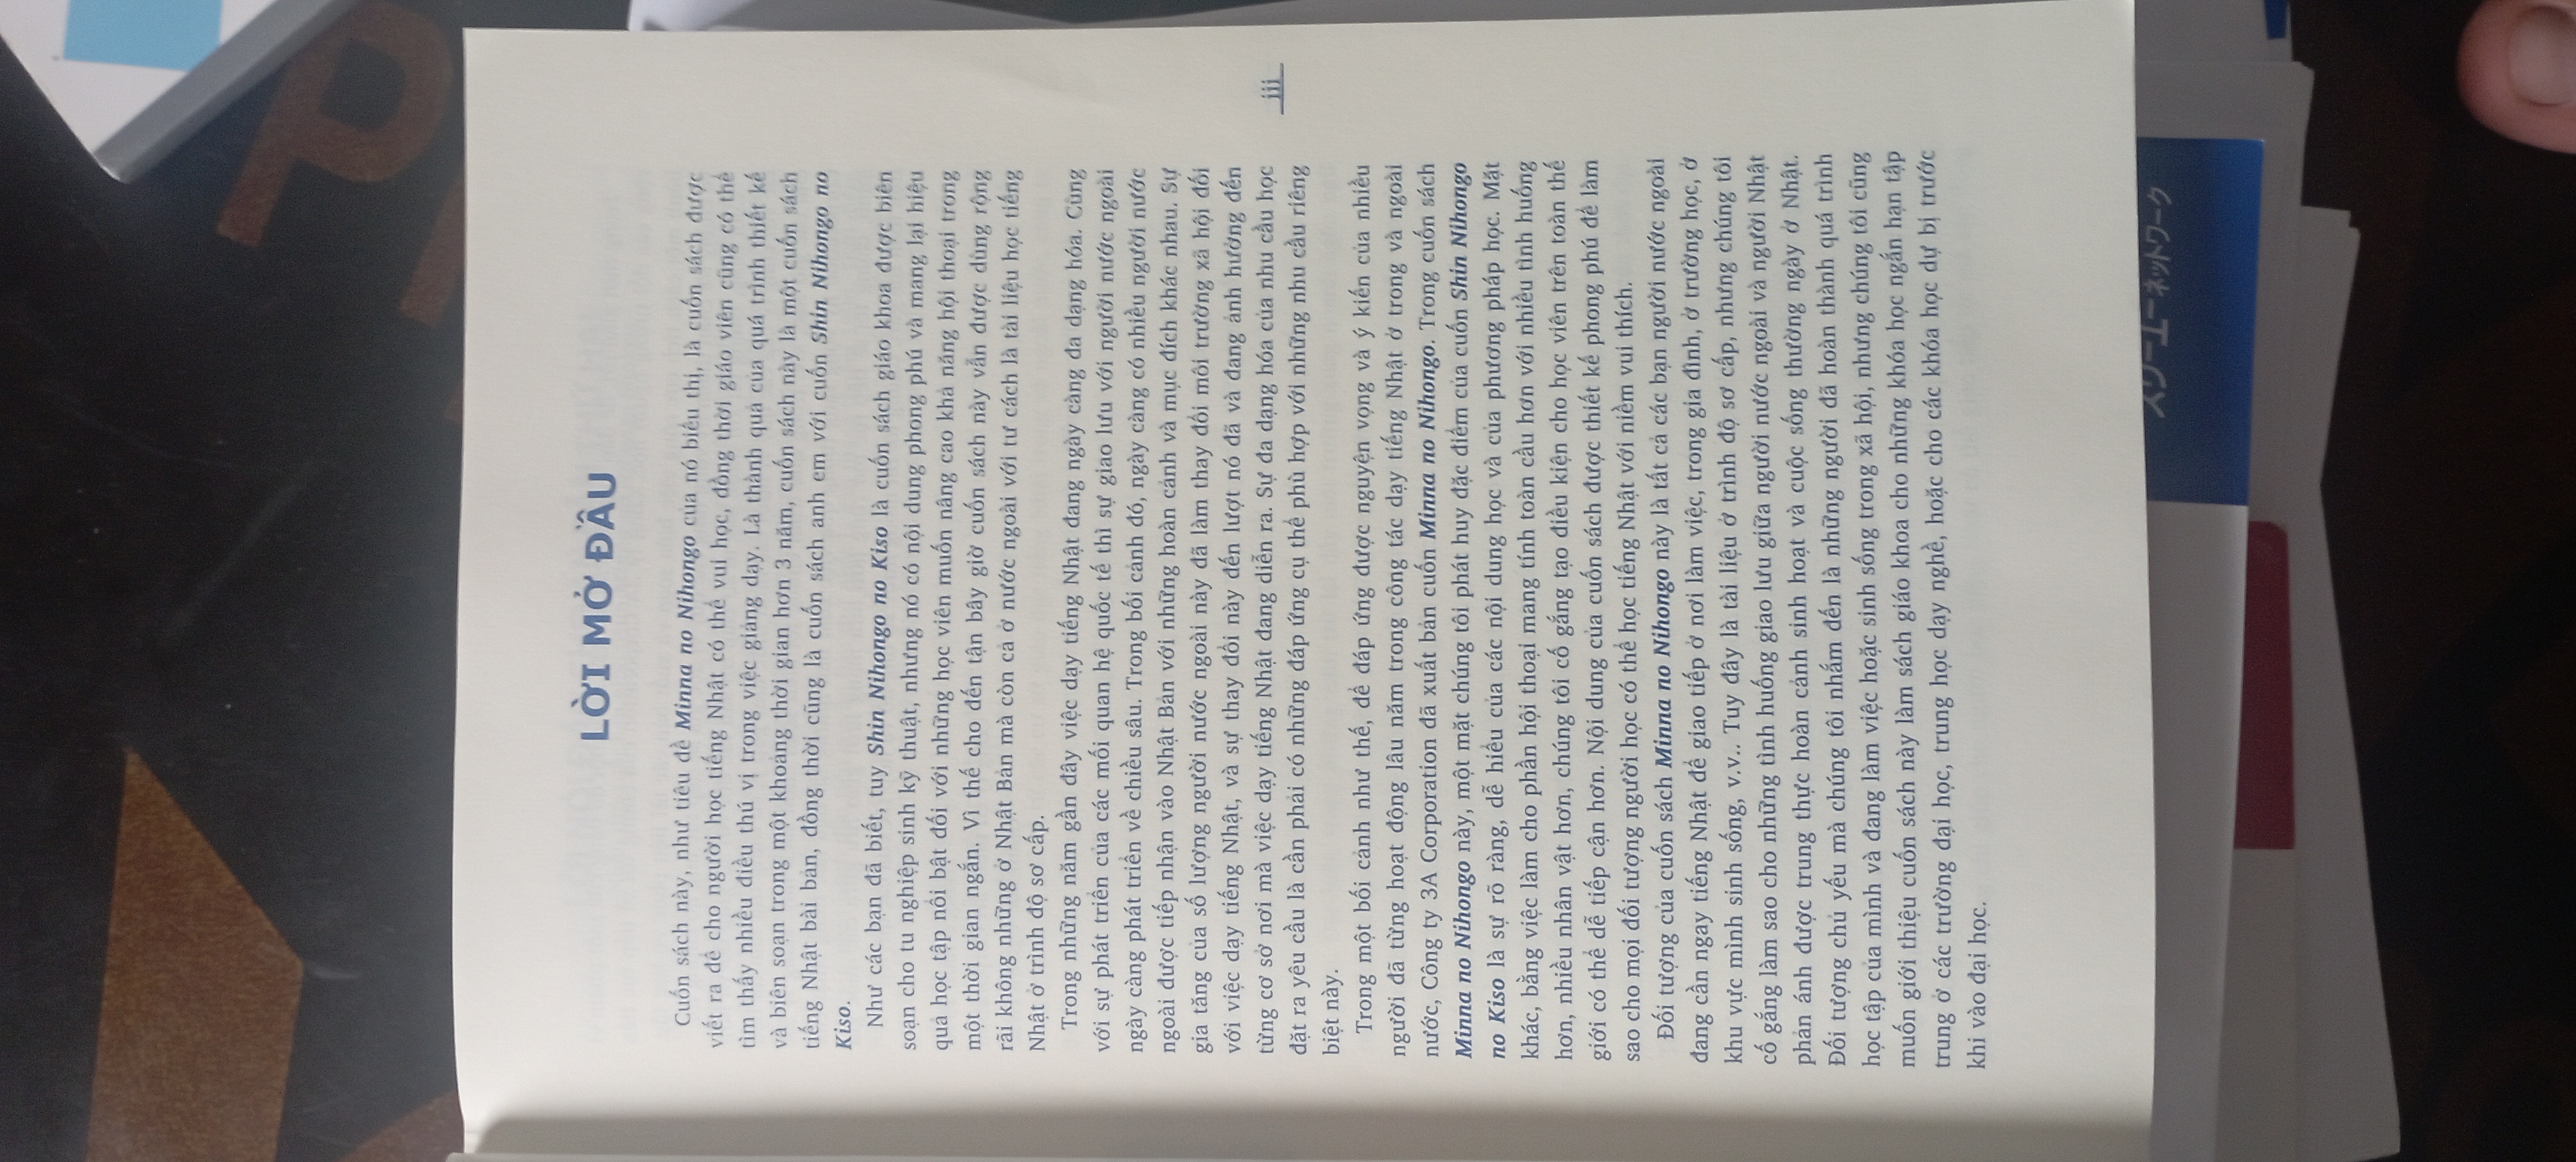 LỜI MỞ ĐẦU
Cuốn sách này, như tiêu đề Minna no Nihongo của nó biểu thị, là cuốn sách được
viết ra để cho người học tiếng Nhật có thể vui học, đồng thời giáo viên cũng có thể
tìm thấy nhiều điều thú vị trong việc giảng dạy. Là thành quả của quá trình thiết kế
và biên soạn trong một khoảng thời gian hơn 3 năm, cuốn sách này là một cuốn sách
tiếng Nhật bài bản, đồng thời cũng là cuốn sách anh em với cuốn Shin Nihongo no
Kiso.
Như các bạn đã biết, tuy Shin Nihongo no Kiso là cuốn sách giáo khoa được biên
soạn cho tu nghiệp sinh kỹ thuật, nhưng nó có nội dung phong phú và mang lại hiệu
quả học tập nổi bật đối với những học viên muốn nâng cao khả năng hội thoại trong
một thời gian ngắn. Vì thế cho đến tận bây giờ cuốn sách này vẫn được dùng rộng
rãi không những ở Nhật Bản mà còn cả ở nước ngoài với tư cách là tài liệu học tiếng
Nhật ở trình độ sơ cấp.
Trong những năm gần đây việc dạy tiếng Nhật đang ngày càng đa dạng hóa. Cùng
với sự phát triển của các mối quan hệ quốc tế thì sự giao lưu với người nước ngoài
ngày càng phát triển về chiều sâu. Trong bối cảnh đó, ngày càng có nhiều người nước
ngoài được tiếp nhận vào Nhật Bản với những hoàn cảnh và mục đích khác nhau. Sự
gia tăng của số lượng người nước ngoài này đã làm thay đổi môi trường xã hội đối
với việc dạy tiếng Nhật, và sự thay đổi này đến lượt nó đã và đang ảnh hưởng đến
từng cơ sở nơi mà việc dạy tiếng Nhật đang diễn ra. Sự đa dạng hóa của nhu cầu học
đặt ra yêu cầu là cần phải có những đáp ứng cụ thể phù hợp với những nhu cầu riêng
biệt này.
Trong một bối cảnh như thế, để đáp ứng được nguyện vọng và ý kiến của nhiều
người đã từng hoạt động lâu năm trong công tác dạy tiếng Nhật ở trong và ngoài
nước, Công ty 3A Corporation đã xuất bản cuốn Minna no Nihongo. Trong cuốn sách
Minna no Nihongo này, một mặt chúng tôi phát huy đặc điểm của cuốn Shin Nihongo
no Kiso là sự rõ ràng, dễ hiểu của các nội dung học và của phương pháp học. Mặt
khác, bằng việc làm cho phần hội thoại mang tính toàn cầu hơn với nhiều tình huống
hơn, nhiều nhân vật hơn, chúng tôi cố gắng tạo điều kiện cho học viên trên toàn thế
giới có thể dễ tiếp cận hơn. Nội dung của cuốn sách được thiết kế phong phú để làm
sao cho mọi đối tượng người học có thể học tiếng Nhật với niềm vui thích.
Đối tượng của cuốn sách Minna no Nihongo này là tất cả các bạn người nước ngoài
đang cần ngay tiếng Nhật để giao tiếp ở nơi làm việc, trong gia đình, ở trường học, ở
khu vực mình sinh sống, v.v.. Tuy đây là tài liệu ở trình độ sơ cấp, nhưng chúng tôi
cố gắng làm sao cho những tình huống giao lưu giữa người nước ngoài và người Nhật
phản ánh được trung thực hoàn cảnh sinh hoạt và cuộc sống thường ngày ở Nhật.
Đối tượng chủ yếu mà chúng tôi nhắm đến là những người đã hoàn thành quá trình
học tập của mình và đang làm việc hoặc sinh sống trong xã hội, nhưng chúng tôi cũng
muốn giới thiệu cuốn sách này làm sách giáo khoa cho những khóa học ngắn hạn tập
trung ở các trường đại học, trung học dạy nghề, hoặc cho các khóa học dự bị trước
khi vào đại học.
iii
スリーエーネットワーク